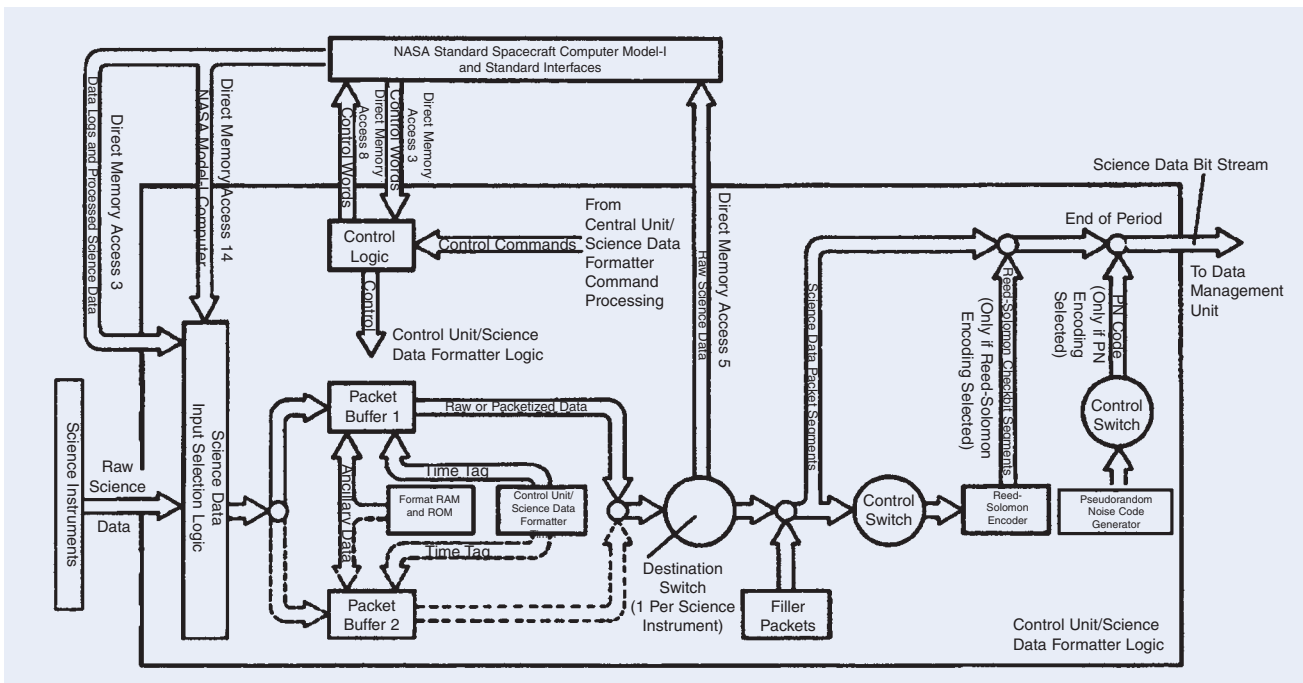 NASA Standard Spacecraft Computer Model-I
and Standard Interfaces
Data Logs and Processed Science Data
Direct Memory Access 3
NASA Model-I Computer
Direct Memory Access 14
Control Words
Direct Memory
Access 8
Control Words
Direct Memory
Access 3
Control
Logic
Control Commands
From
Central Unit/
Science Data
Formatter
Command
Processing
Control
Control Unit/Science
Data Formatter Logic
Raw Science Data
Direct Memory Access 5
Science Data Bit Stream
End of Period
To Data
Management
Unit
Science Data Packet Segments
Reed-Solomon Checkbit Segments
(Only if Reed-Solomon
Encoding Selected)
PN Code
(Only if PN
Encoding
Selected)
Control
Switch
Science Instruments
Raw
Science
Data
Science Data
Input Selection Logic
Packet
Buffer 1
Raw or Packetized Data
Time Tag
Ancillary Data
Format RAM
and ROM
Control Unit/
Science Data
Formatter
Time Tag
Packet
Buffer 2
Destination
Switch
(1 Per Science
Instrument)
Filler
Packets
Control
Switch
Reed-
Solomon
Encoder
Pseudorandom
Noise Code
Generator
Control Unit/Science
Data Formatter Logic